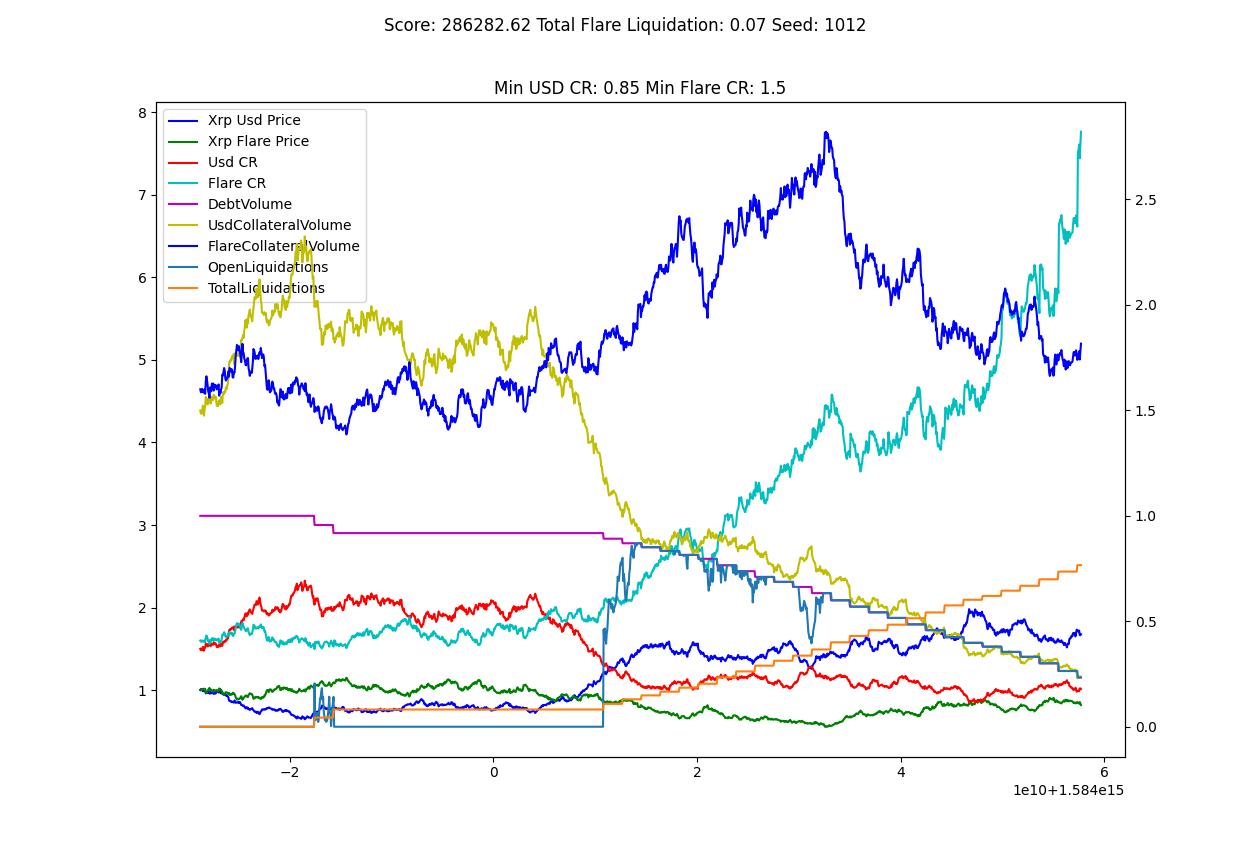 Score: 286282.62 Total Flare Liquidation: 0.07 Seed: 1012
Min USD CR: 0.85 Min Flare CR: 1.5
Xrp Usd Price
Xrp Flare Price
Usd CR
Flare CR
DebtVolume
UsdCollateralVolume
FlareCollateralVolume
OpenLiquidations
TotalLiquidations
8
7
6
5
4
3
2
1
2.5
2.0
1.5
1.0
0.5
0.0
−2 0 2 4 6
1e10+1.584e15